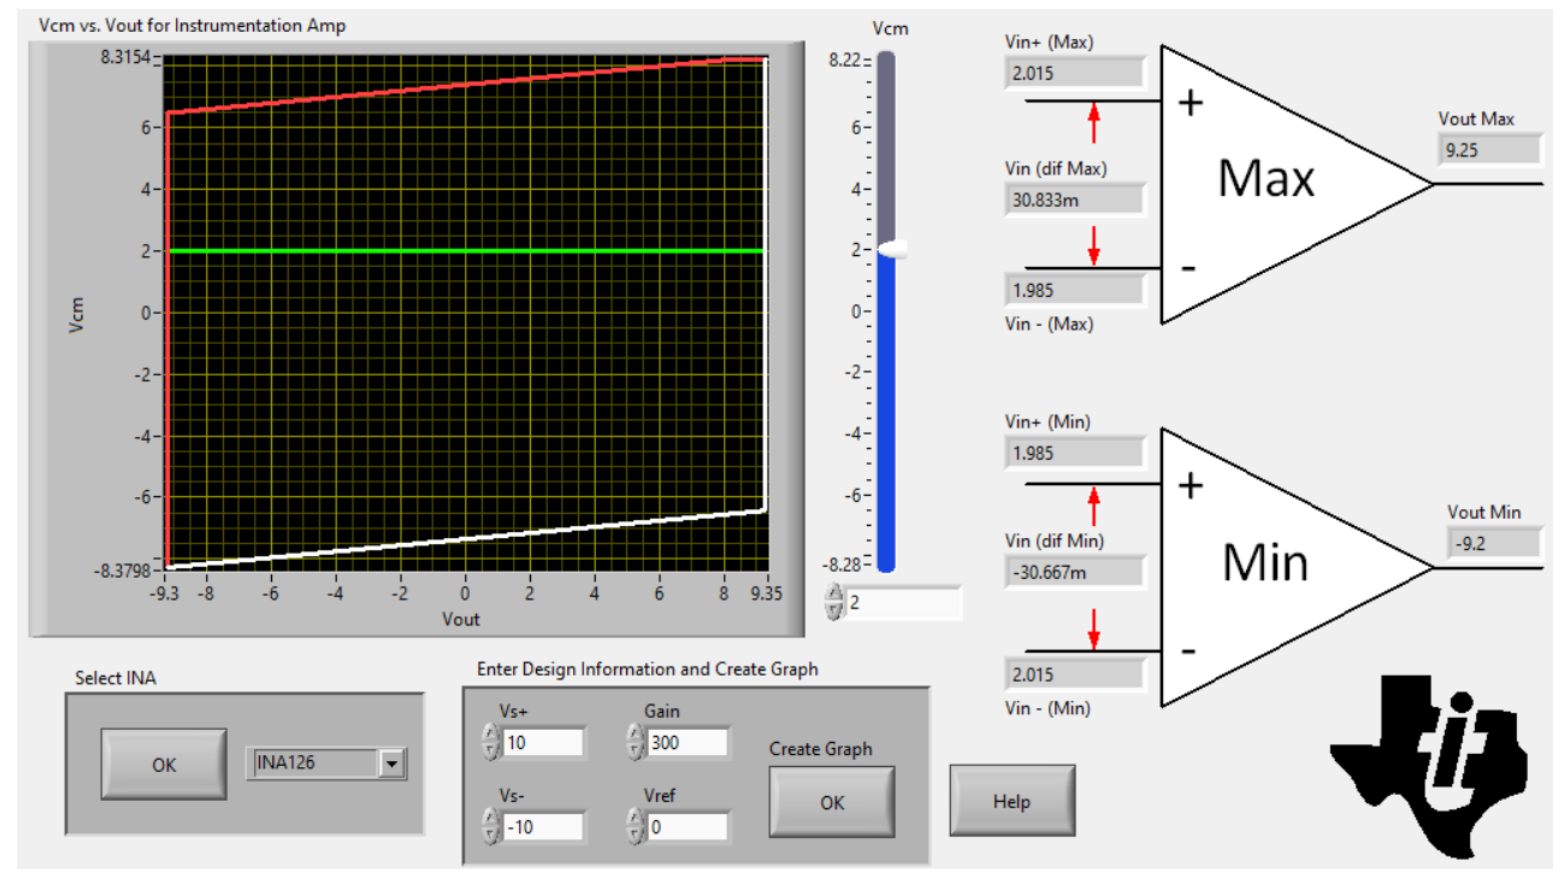 Vcm vs. Vout for Instrumentation Amp
8.3154
6
4
2
0
-2
-4
-6
-8.3798
Vcm
-9.3 -8 -6 -4 -2 0 2 4 6 8 9.35
Vout
Vcm
8.22
6
4
2
0
-2
-4
-6
-8.28
2
Vin+ (Max)
2.015
+
Vin (dif Max)
30.833m
Max
-
1.985
Vin - (Max)
Vout Max
9.25
Vin+ (Min)
1.985
+
Vin (dif Min)
-30.667m
Min
-
2.015
Vin - (Min)
Vout Min
-9.2
Select INA
OK
INA126
Enter Design Information and Create Graph
Vs+
10
Gain
300
Vs-
-10
Vref
0
Create Graph
OK
Help